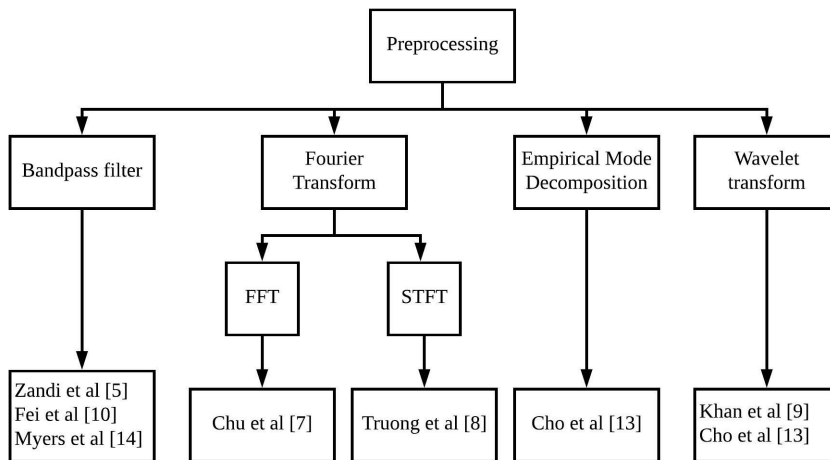 Preprocessing
Bandpass filter
Fourier
Transform
Empirical Mode
Decomposition
Wavelet
transform
FFT
STFT
Zandi et al [5]
Fei et al [10]
Myers et al [14]
Chu et al [7]
Truong et al [8]
Cho et al [13]
Khan et al [9]
Cho et al [13]